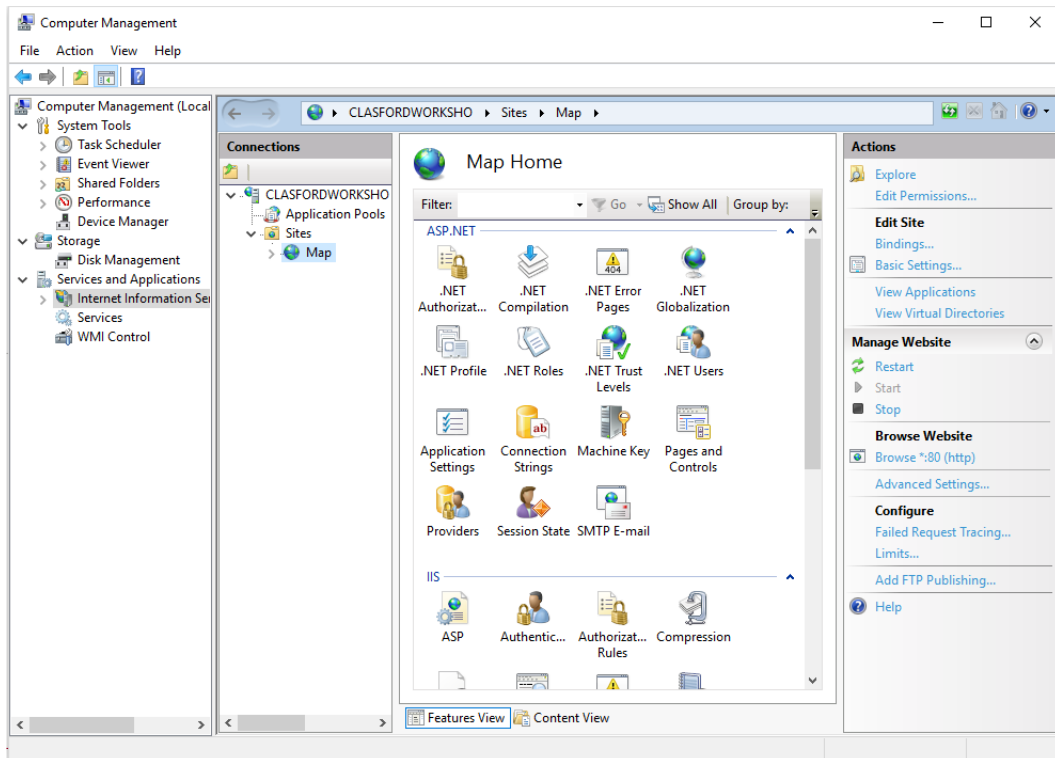 Computer Management
File Action View Help
Computer Management (Local
System Tools
Task Scheduler
Event Viewer
Shared Folders
Performance
Device Manager
Storage
Disk Management
Services and Applications
Internet Information Ser
Services
WMI Control
CLASFORDWORKSHO Sites Map
Connections
CLASFORDWORKSHO
Application Pools
Sites
Map
Map Home
Filter: Go Show All Group by:
ASP.NET
.NET Authorizat...
.NET Compilation
404
.NET Error Pages
.NET Globalization
.NET Profile
.NET Roles
.NET Trust Levels
.NET Users
Application Settings
ab
Connection Strings
Machine Key
Pages and Controls
Providers
Session State
SMTP E-mail
IIS
ASP
Authentic...
Authorizat... Rules
Compression
Features View Content View
Actions
Explore
Edit Permissions...
Edit Site
Bindings...
Basic Settings...
View Applications
View Virtual Directories
Manage Website
Restart
Start
Stop
Browse Website
Browse *:80 (http)
Advanced Settings...
Configure
Failed Request Tracing...
Limits...
Add FTP Publishing...
Help